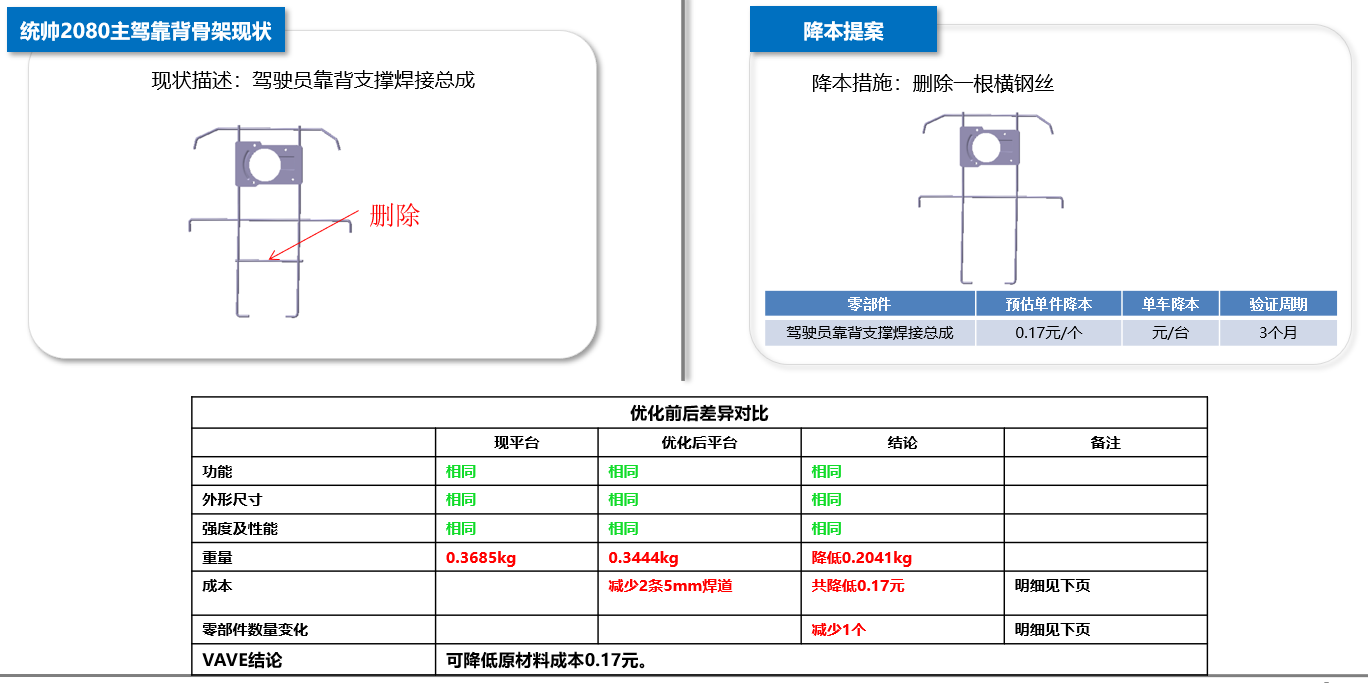 统帅2080主驾靠背骨架现状
现状描述：驾驶员靠背支撑焊接总成
删除
降本提案
降本措施：删除一根横钢丝
零部件 预估单件降本 单车降本 验证周期
驾驶员靠背支撑焊接总成 0.17元/个 元/台 3个月
优化前后差异对比
现平台 优化后平台 结论 备注
功能 相同 相同 相同
外形尺寸 相同 相同 相同
强度及性能 相同 相同 相同
重量 0.3685kg 0.3444kg 降低0.2041kg
成本 减少2条5mm焊道 共降低0.17元 明细见下页
零部件数量变化 减少1个 明细见下页
VAVE结论 可降低原材料成本0.17元。